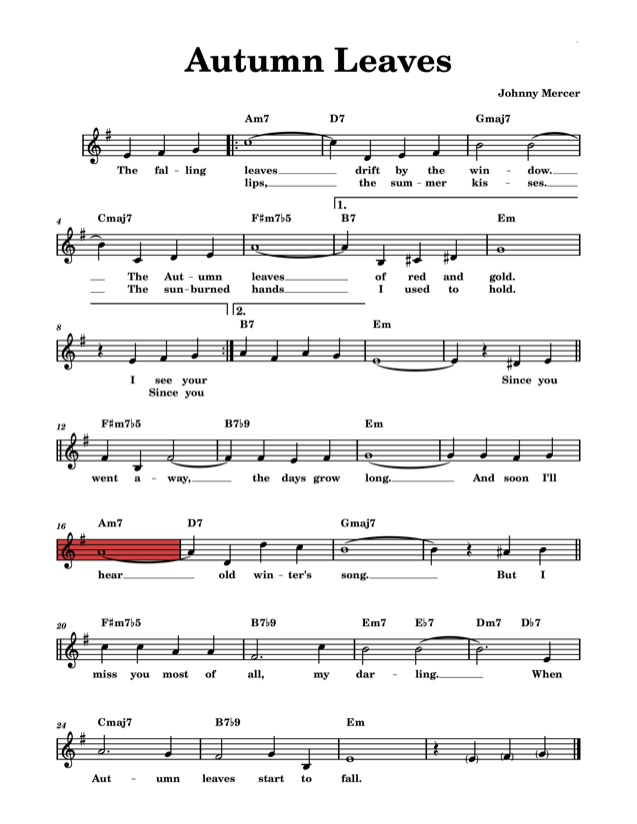 Autumn Leaves
Johnny Mercer
Am7 D7 Gmaj7
The fal – ling leaves drift by the win – dow.
lips, the sum – mer kis – ses.
1.
4 Cmaj7 F♯m7♭5 B7 Em
The Aut – umn leaves of red and gold.
The sun – burned hands I used to hold.
2.
8 B7 Em
I see your Since you
Since you
12 F♯m7♭5 B7♭9 Em
went a – way, the days grow long. And soon I'll
16 Am7 D7 Gmaj7
hear old win – ter's song. But I
20 F♯m7♭5 B7♭9 Em7 E♭7 Dm7 D♭7
miss you most of all, my dar – ling. When
24 Cmaj7 B7♭9 Em
Aut – umn leaves start to fall.